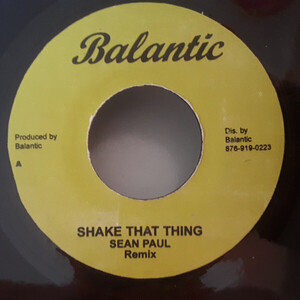 Balantic
Produced by
Balantic
A
Dis. by
Balantic
876-919-0223
SHAKE THAT THING
SEAN PAUL
Remix